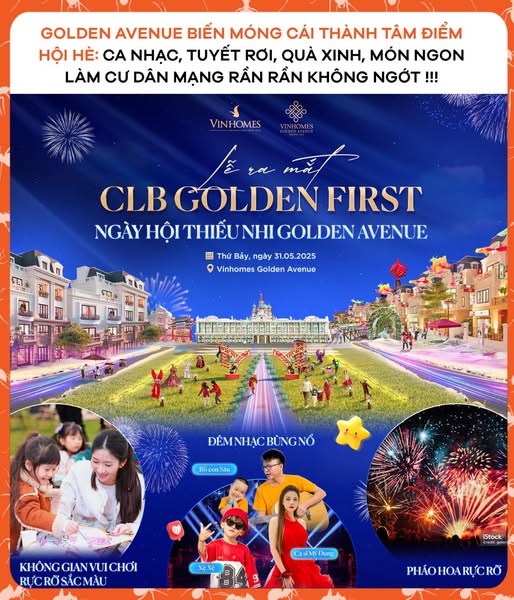 GOLDEN AVENUE BIẾN MÓNG CÁI THÀNH TÂM ĐIỂM
HỘI HÈ: CA NHẠC, TUYẾT RƠI, QUÀ XINH, MÓN NGON
LÀM CƯ DÂN MẠNG RẦN RẦN KHÔNG NGỚT !!!
VINHOMES
VINHOMES
GOLDEN AVENUE
Lễ ra mắt
CLB GOLDEN FIRST
NGÀY HỘI THIẾU NHI GOLDEN AVENUE
Thứ Bảy, ngày 31.05.2025
Vinhomes Golden Avenue
ĐÊM NHẠC BÙNG NỔ
Bố con Sâu
Xệ Xệ
Ca sĩ Mỹ Dung
84
KHÔNG GIAN VUI CHƠI
RỰC RỠ SẮC MÀU
PHÁO HOA RỰC RỠ
iStock